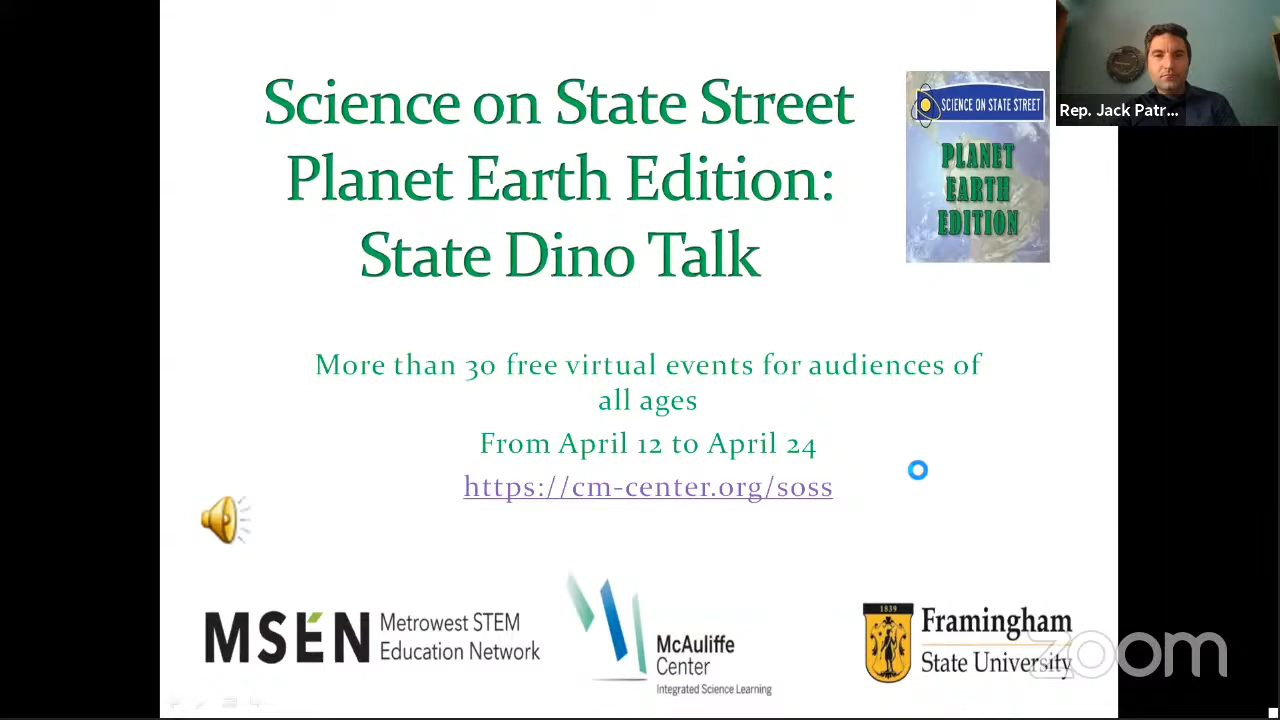 Science on State Street
Planet Earth Edition:
State Dino Talk
SCIENCE ON STATE STREET
PLANET
EARTH
EDITION
Rep. Jack Patr...
More than 30 free virtual events for audiences of
all ages
From April 12 to April 24
https://cm-center.org/soss
MSEN
Metrowest STEM
Education Network
McAuliffe
Center
Integrated Science Learning
1839
Framingham
State University
zoom